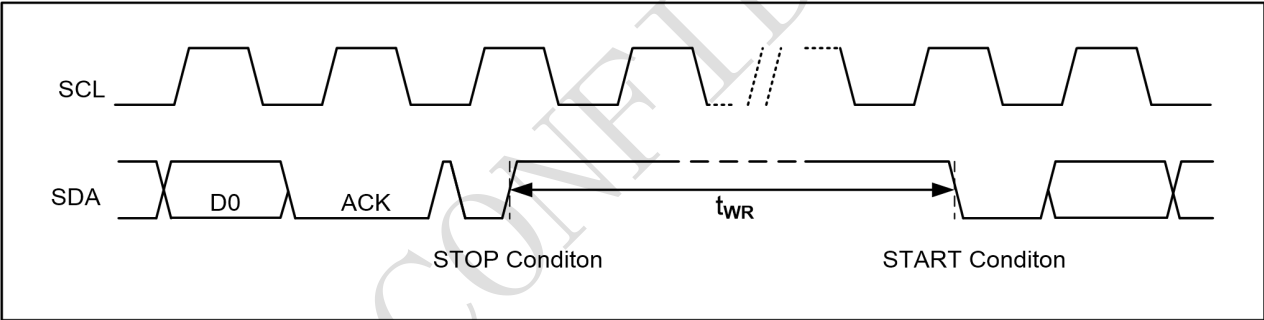 SCL
SDA
D0
ACK
tWR
STOP Conditon
START Conditon